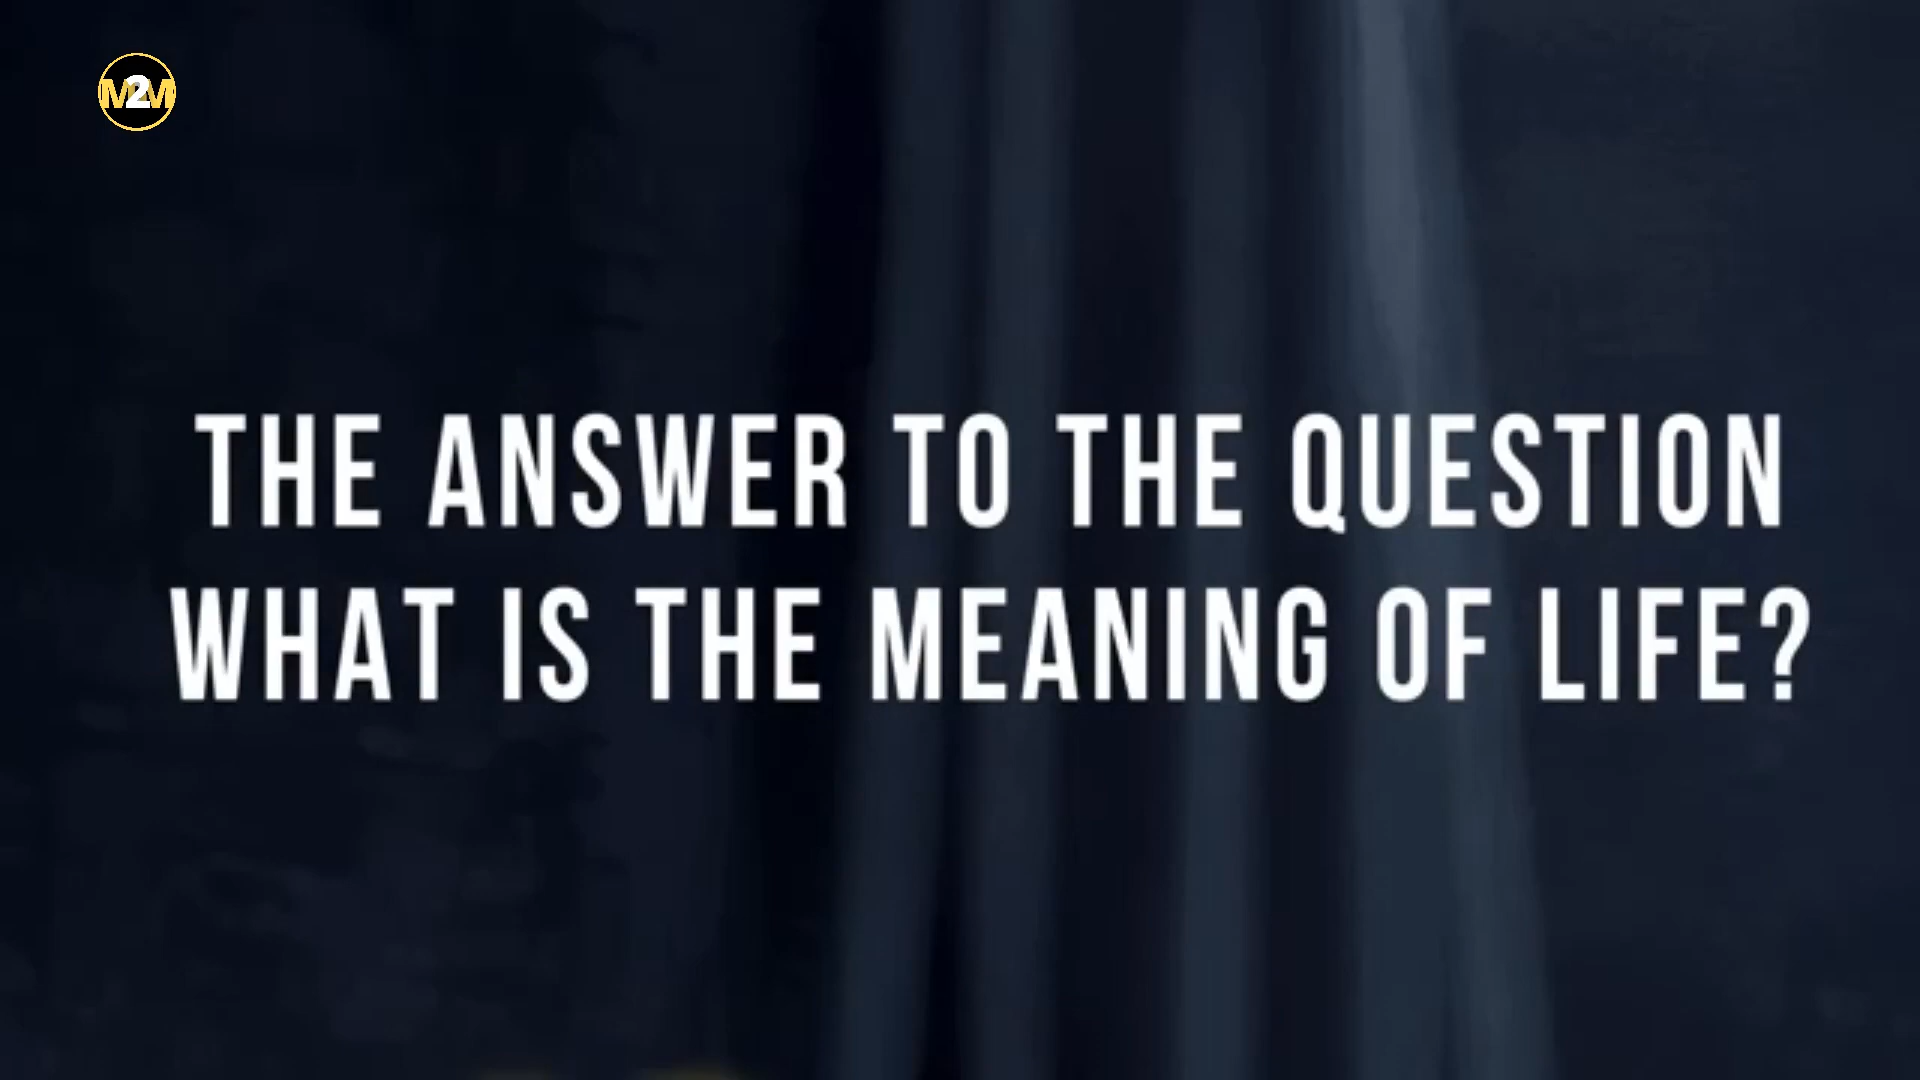 M2M
THE ANSWER TO THE QUESTION
WHAT IS THE MEANING OF LIFE?